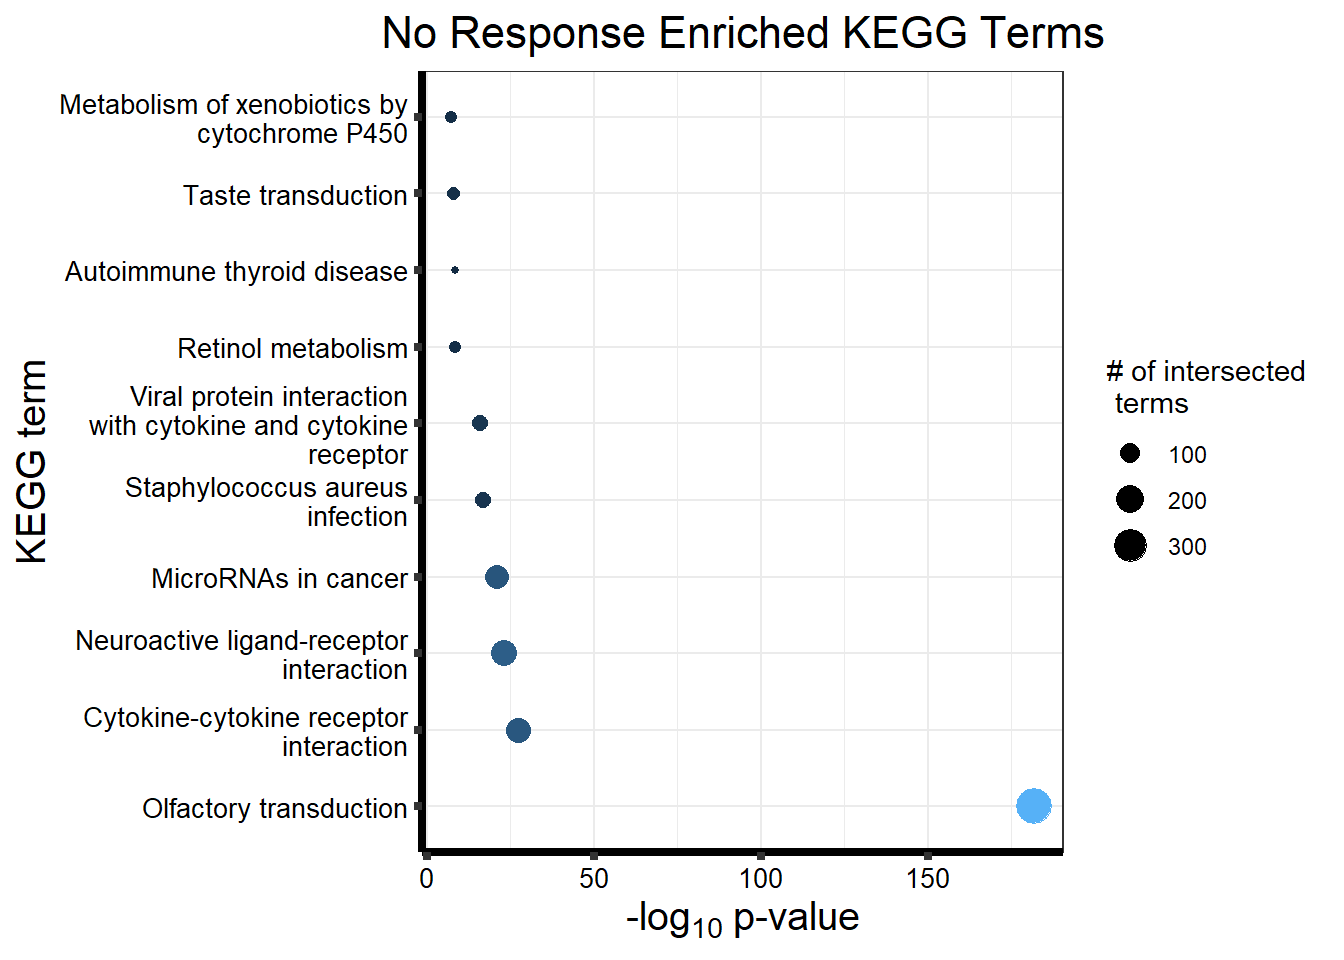 No Response Enriched KEGG Terms
Metabolism of xenobiotics by
cytochrome P450
Taste transduction
Autoimmune thyroid disease
Retinol metabolism
Viral protein interaction
with cytokine and cytokine
receptor
Staphylococcus aureus
infection
MicroRNAs in cancer
Neuroactive ligand-receptor
interaction
Cytokine-cytokine receptor
interaction
Olfactory transduction
KEGG term
0 50 100 150
-log10 p-value
# of intersected
terms
100
200
300